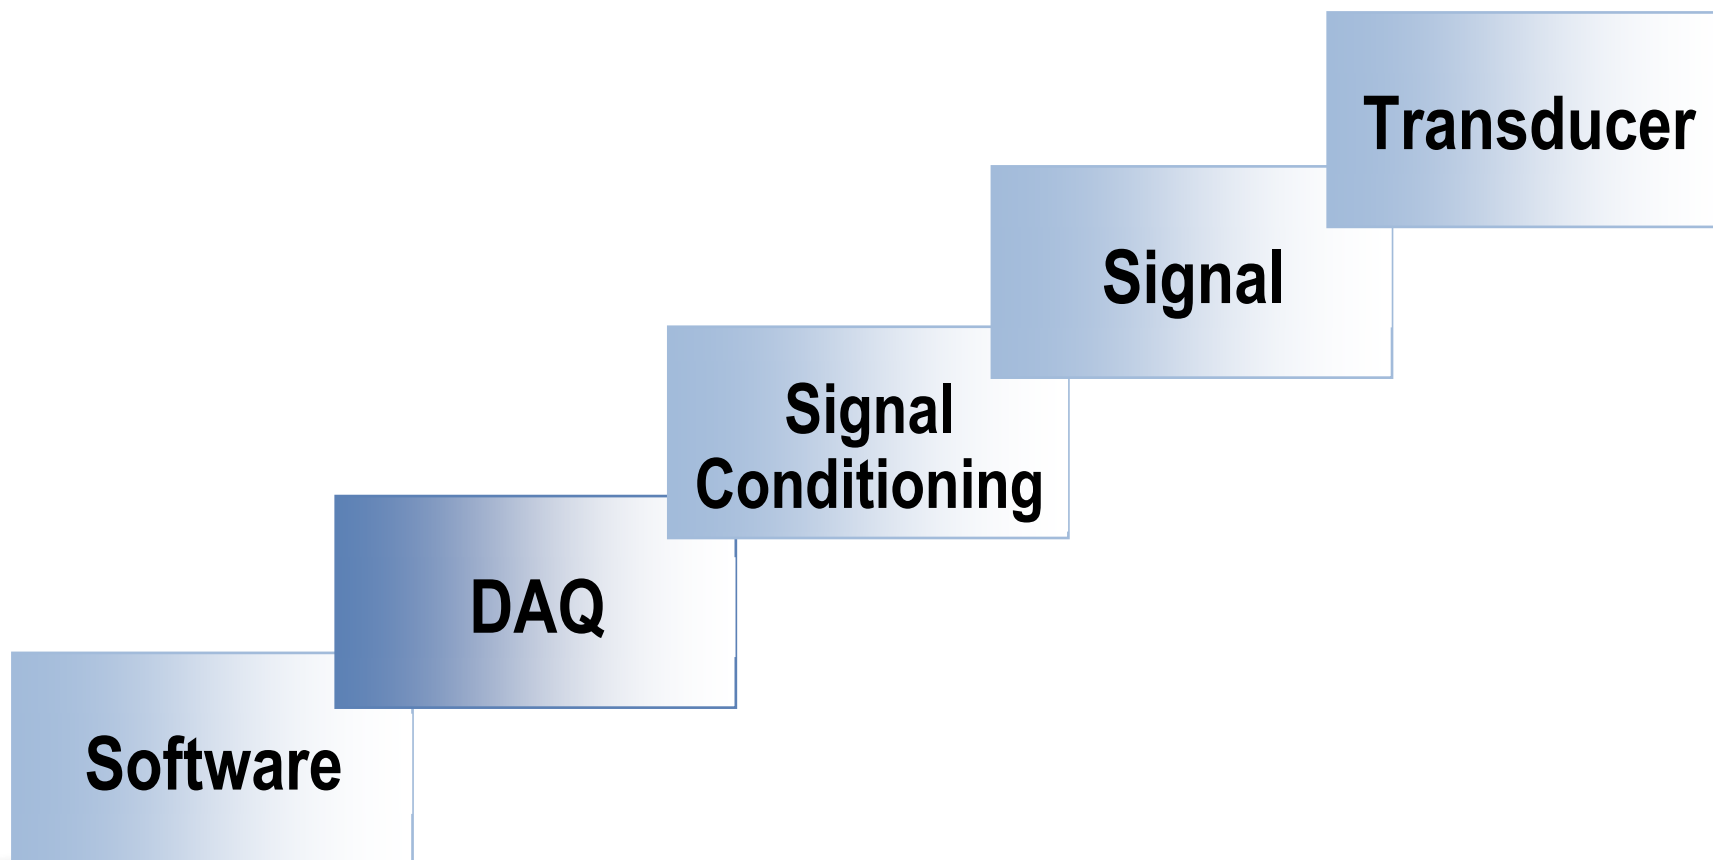 Transducer
Signal
Signal
Conditioning
DAQ
Software